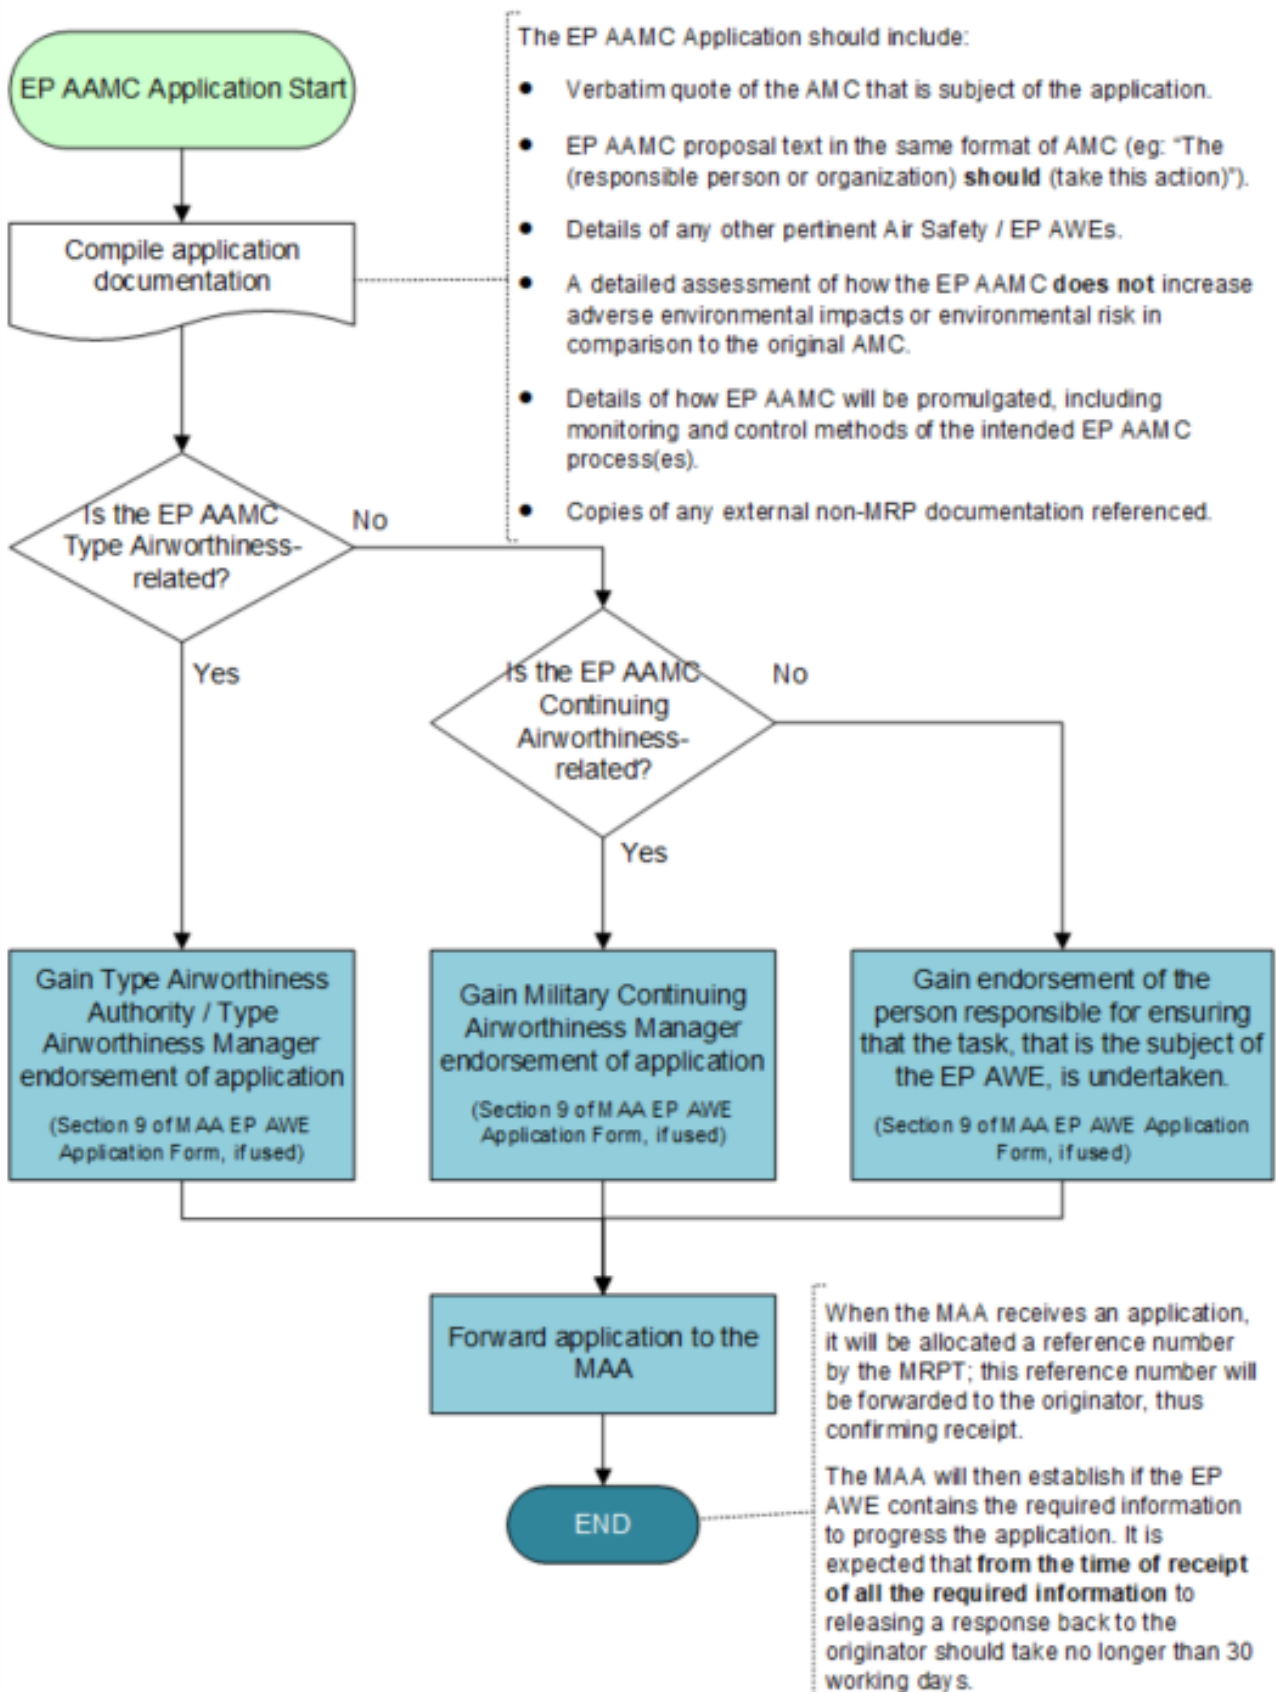 EP AAMC Application Start
The EP AAMC Application should include:
● Verbatim quote of the AMC that is subject of the application.
● EP AAMC proposal text in the same format of AMC (eg: “The
(responsible person or organization) should (take this action)”).
● Details of any other pertinent Air Safety / EP AWEs.
● A detailed assessment of how the EP AAMC does not increase
adverse environmental impacts or environmental risk in
comparison to the original AMC.
● Details of how EP AAMC will be promulgated, including
monitoring and control methods of the intended EP AAMC
process(es).
● Copies of any external non-MRP documentation referenced.
Compile application
documentation
Is the EP AAMC
Type Airworthiness-
related?
No
Yes
Is the EP AAMC
Continuing
Airworthiness-
related?
No
Yes
Gain Type Airworthiness
Authority / Type
Airworthiness Manager
endorsement of application
(Section 9 of MAA EP AWE
Application Form, if used)
Gain Military Continuing
Airworthiness Manager
endorsement of application
(Section 9 of MAA EP AWE
Application Form, if used)
Gain endorsement of the
person responsible for ensuring
that the task, that is the subject of
the EP AWE, is undertaken.
(Section 9 of MAA EP AWE Application
Form, if used)
Forward application to the
MAA
END
When the MAA receives an application,
it will be allocated a reference number
by the MRPT; this reference number will
be forwarded to the originator, thus
confirming receipt.
The MAA will then establish if the EP
AWE contains the required information
to progress the application. It is
expected that from the time of receipt
of all the required information to
releasing a response back to the
originator should take no longer than 30
working days.